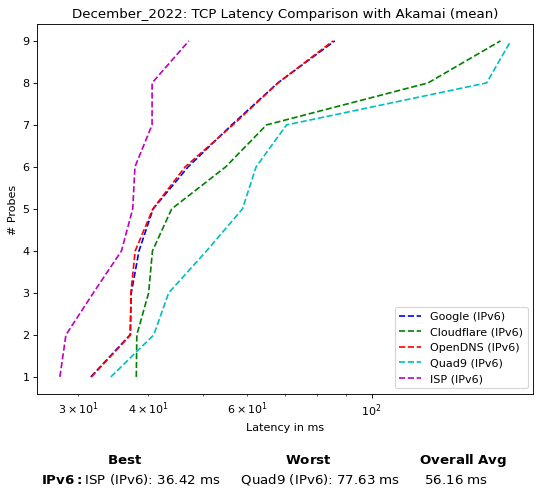 December_2022: TCP Latency Comparison with Akamai (mean)
9
8
7
6
5
4
3
2
1
# Probes
3 × 10¹ 4 × 10¹ 6 × 10¹ 10²
Latency in ms
Google (IPv6)
Cloudflare (IPv6)
OpenDNS (IPv6)
Quad9 (IPv6)
ISP (IPv6)
Best Worst Overall Avg
IPv6: ISP (IPv6): 36.42 ms Quad9 (IPv6): 77.63 ms 56.16 ms